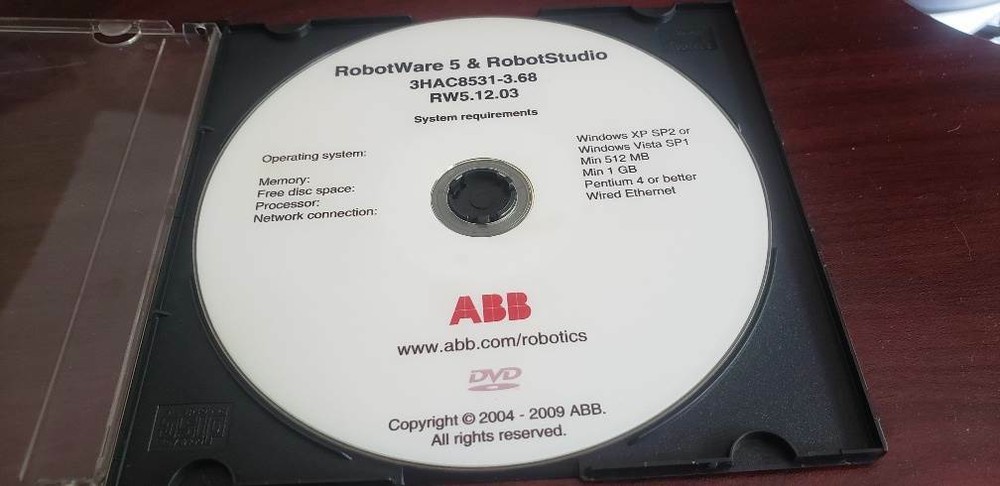 RobotWare 5 & RobotStudio
3HAC8531-3.68
RW5.12.03
System requirements
Operating system: Windows XP SP2 or
Windows Vista SP1
Memory: Min 512 MB
Free disc space: Min 1 GB
Processor: Pentium 4 or better
Network connection: Wired Ethernet
ABB
www.abb.com/robotics
DVD
Copyright © 2004 - 2009 ABB.
All rights reserved.